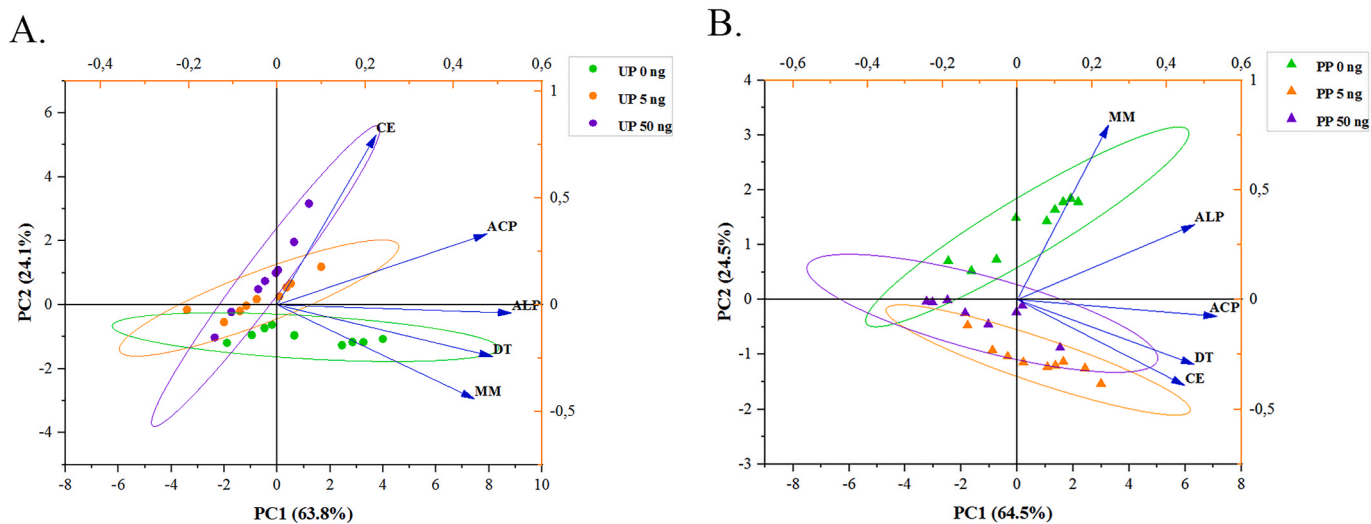 A.
-0,4 -0,2 0,0 0,2 0,4 0,6
UP 0 ng
UP 5 ng
UP 50 ng
6
4
2
0
-2
-4
1
0,5
0
-0,5
CE
ACP
ALP
DT
MM
PC2 (24.1%)
-8 -6 -4 -2 0 2 4 6 8 10
PC1 (63.8%)
B.
-0,6 -0,4 -0,2 0,0 0,2 0,4 0,6
PP 0 ng
PP 5 ng
PP 50 ng
4
3
2
1
0
-1
-2
-3
1
0,5
0
-0,5
MM
ALP
ACP
DT
CE
PC2 (24.5%)
-8 -6 -4 -2 0 2 4 6 8
PC1 (64.5%)